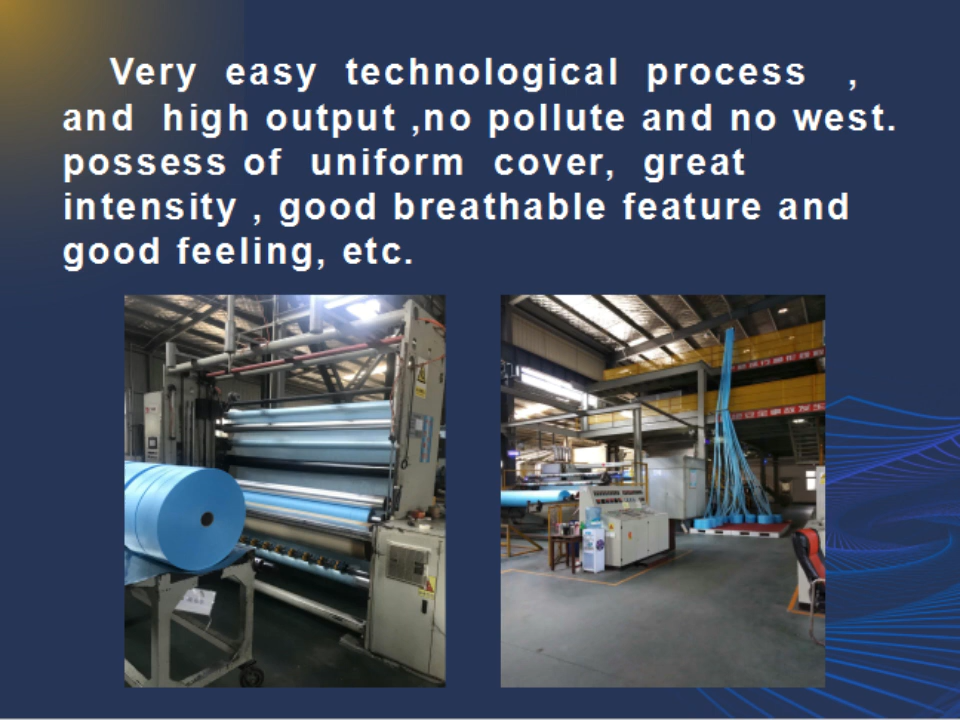 Very easy technological process ,
and high output ,no pollute and no west.
possess of uniform cover, great
intensity , good breathable feature and
good feeling, etc.